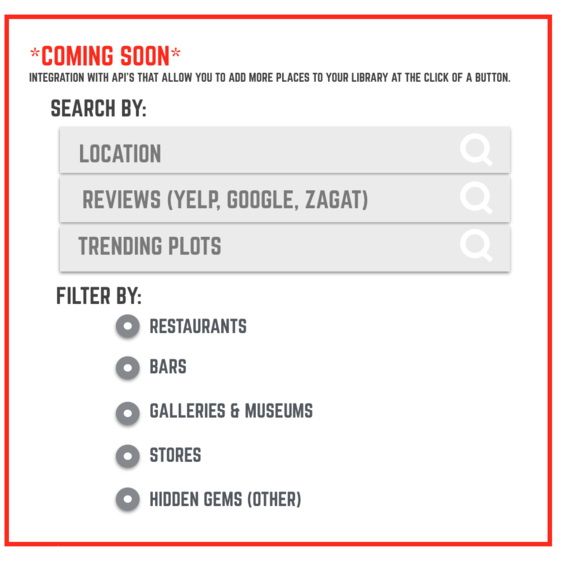 *COMING SOON*
INTEGRATION WITH API'S THAT ALLOW YOU TO ADD MORE PLACES TO YOUR LIBRARY AT THE CLICK OF A BUTTON.
SEARCH BY:
LOCATION
REVIEWS (YELP, GOOGLE, ZAGAT)
TRENDING PLOTS
FILTER BY:
RESTAURANTS
BARS
GALLERIES & MUSEUMS
STORES
HIDDEN GEMS (OTHER)